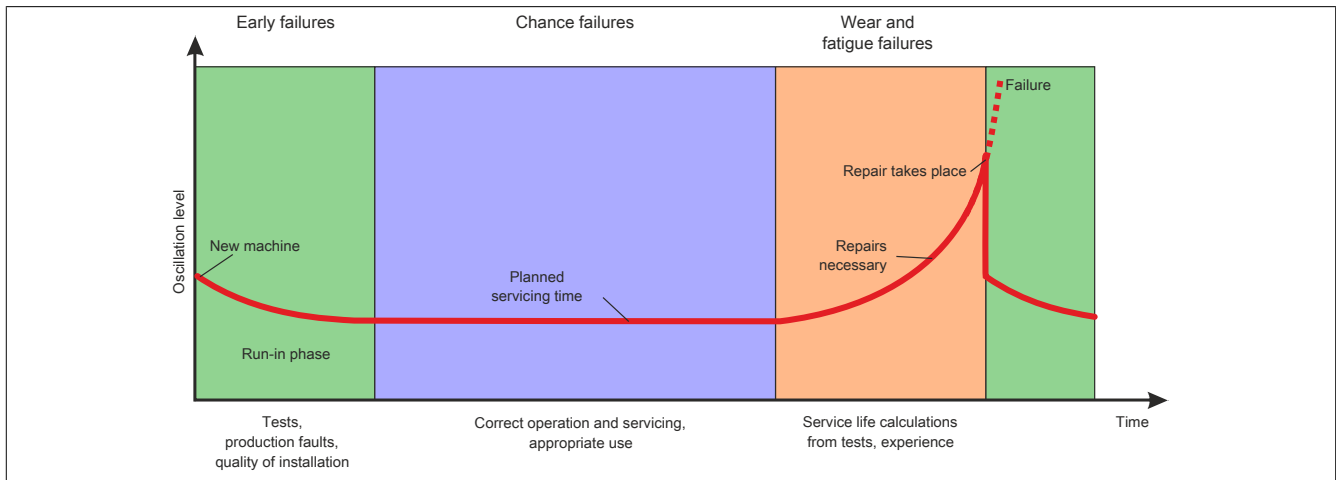 Early failures
Chance failures
Wear and
fatigue failures
Failure
Repair takes place
Oscillation level
New machine
Repairs
necessary
Planned
servicing time
Run-in phase
Tests,
production faults,
quality of installation
Correct operation and servicing,
appropriate use
Service life calculations
from tests, experience
Time